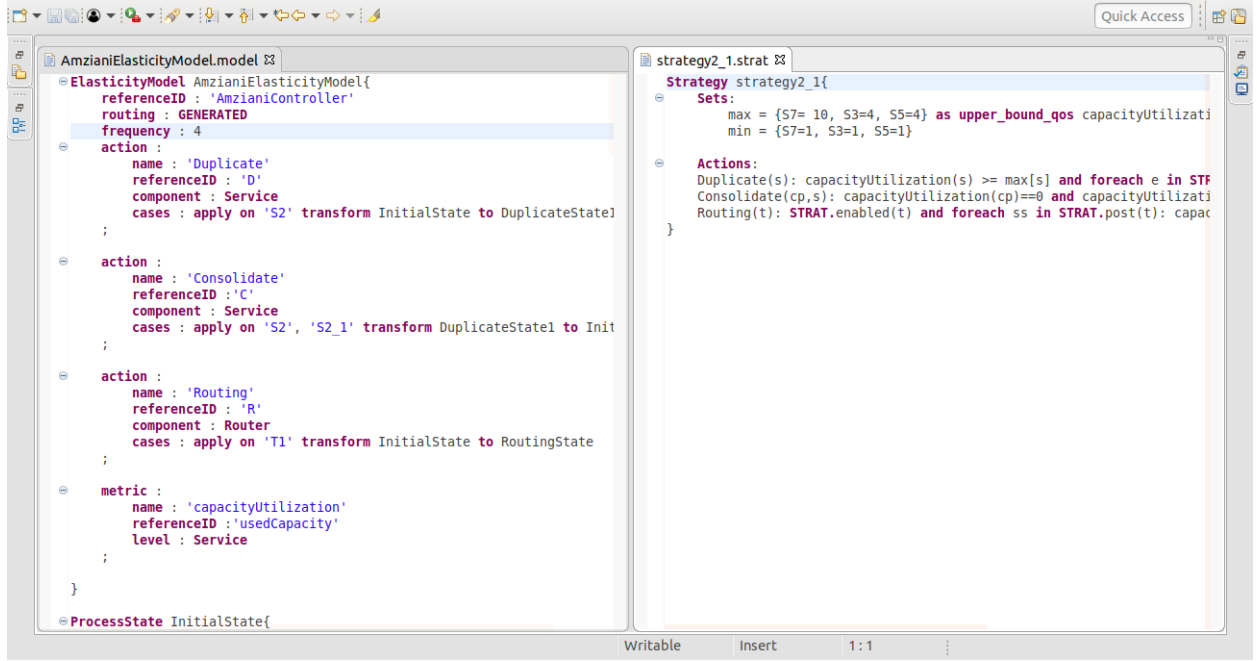 Quick Access
AmzianiElasticityModel.model
ElasticityModel AmzianiElasticityModel{
referenceID : 'AmzianiController'
routing : GENERATED
frequency : 4
action :
name : 'Duplicate'
referenceID : 'D'
component : Service
cases : apply on 'S2' transform InitialState to DuplicateState1
;
action :
name : 'Consolidate'
referenceID :'C'
component : Service
cases : apply on 'S2', 'S2_1' transform DuplicateState1 to Init
;
action :
name : 'Routing'
referenceID : 'R'
component : Router
cases : apply on 'T1' transform InitialState to RoutingState
;
metric :
name : 'capacityUtilization'
referenceID :'usedCapacity'
level : Service
;
}
ProcessState InitialState{
strategy2_1.strat
Strategy strategy2_1{
Sets:
max = {S7= 10, S3=4, S5=4} as upper_bound_qos capacityUtilizati
min = {S7=1, S3=1, S5=1}
Actions:
Duplicate(s): capacityUtilization(s) >= max[s] and foreach e in STR
Consolidate(cp,s): capacityUtilization(cp)==0 and capacityUtilizati
Routing(t): STRAT.enabled(t) and foreach ss in STRAT.post(t): capac
}
Writable Insert 1:1